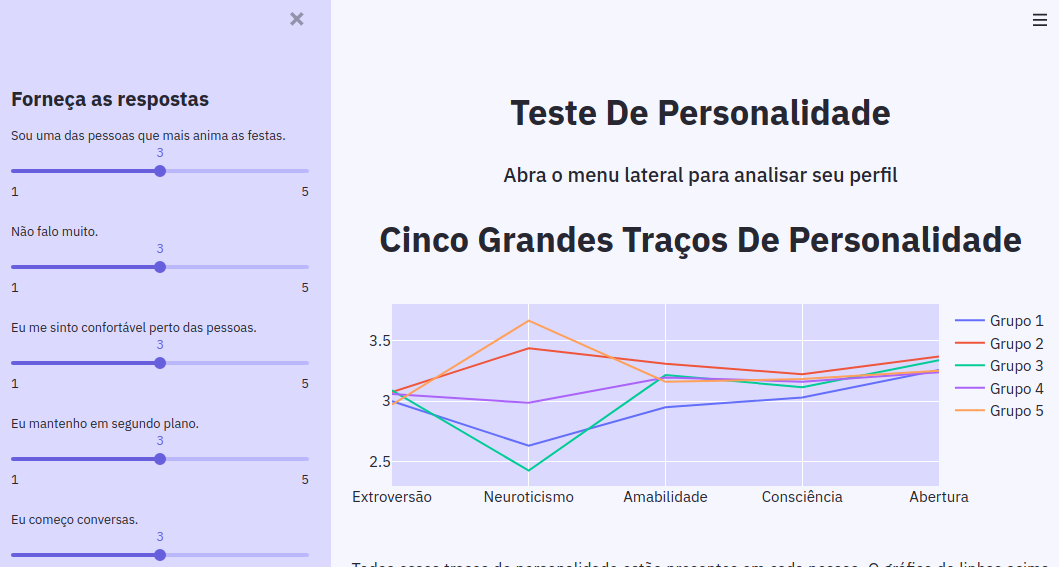 Forneça as respostas
Sou uma das pessoas que mais anima as festas.
3
1 5
Não falo muito.
3
1 5
Eu me sinto confortável perto das pessoas.
3
1 5
Eu mantenho em segundo plano.
3
1 5
Eu começo conversas.
3
Teste De Personalidade
Abra o menu lateral para analisar seu perfil
Cinco Grandes Traços De Personalidade
3.5
3
2.5
Extroversão Neuroticismo Amabilidade Consciência Abertura
Grupo 1
Grupo 2
Grupo 3
Grupo 4
Grupo 5